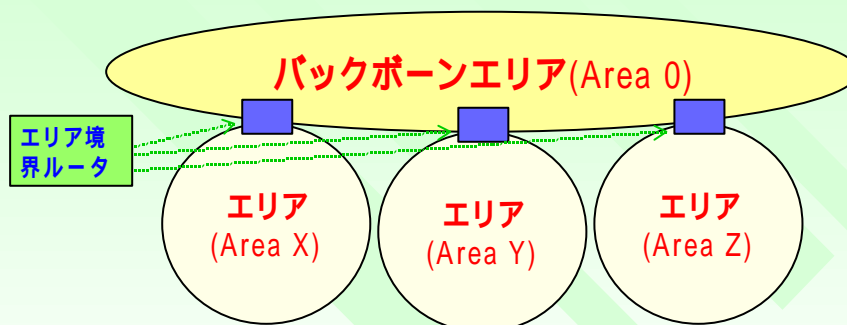 バックボーンエリア(Area 0)
エリア境
界ルータ
エリア
(Area X)
エリア
(Area Y)
エリア
(Area Z)